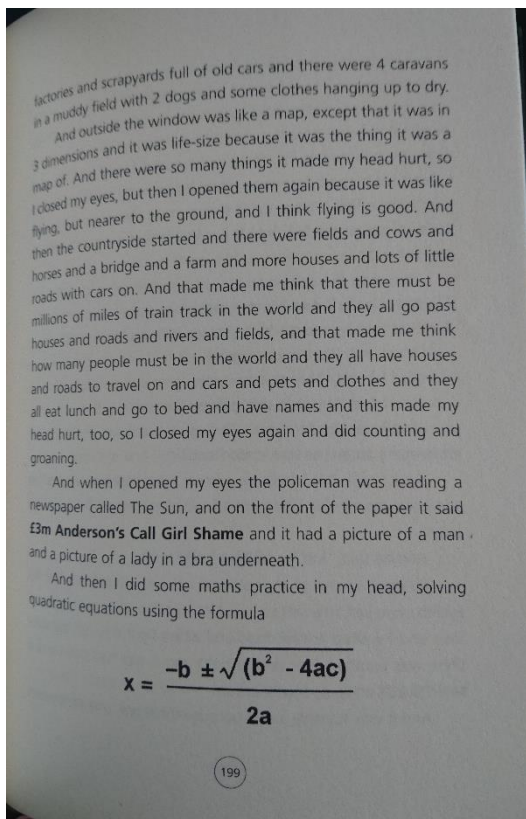 factories and scrapyards full of old cars and there were 4 caravans
in a muddy field with 2 dogs and some clothes hanging up to dry.
And outside the window was like a map, except that it was in
3 dimensions and it was life-size because it was the thing it was a
map of. And there were so many things it made my head hurt, so
I closed my eyes, but then I opened them again because it was like
flying, but nearer to the ground, and I think flying is good. And
then the countryside started and there were fields and cows and
horses and a bridge and a farm and more houses and lots of little
roads with cars on. And that made me think that there must be
millions of miles of train track in the world and they all go past
houses and roads and rivers and fields, and that made me think
how many people must be in the world and they all have houses
and roads to travel on and cars and pets and clothes and they
all eat lunch and go to bed and have names and this made my
head hurt, too, so I closed my eyes again and did counting and
groaning.
And when I opened my eyes the policeman was reading a
newspaper called The Sun, and on the front of the paper it said
£3m Anderson's Call Girl Shame and it had a picture of a man
and a picture of a lady in a bra underneath.
And then I did some maths practice in my head, solving
quadratic equations using the formula
x = −b ± √(b² - 4ac) / 2a
199